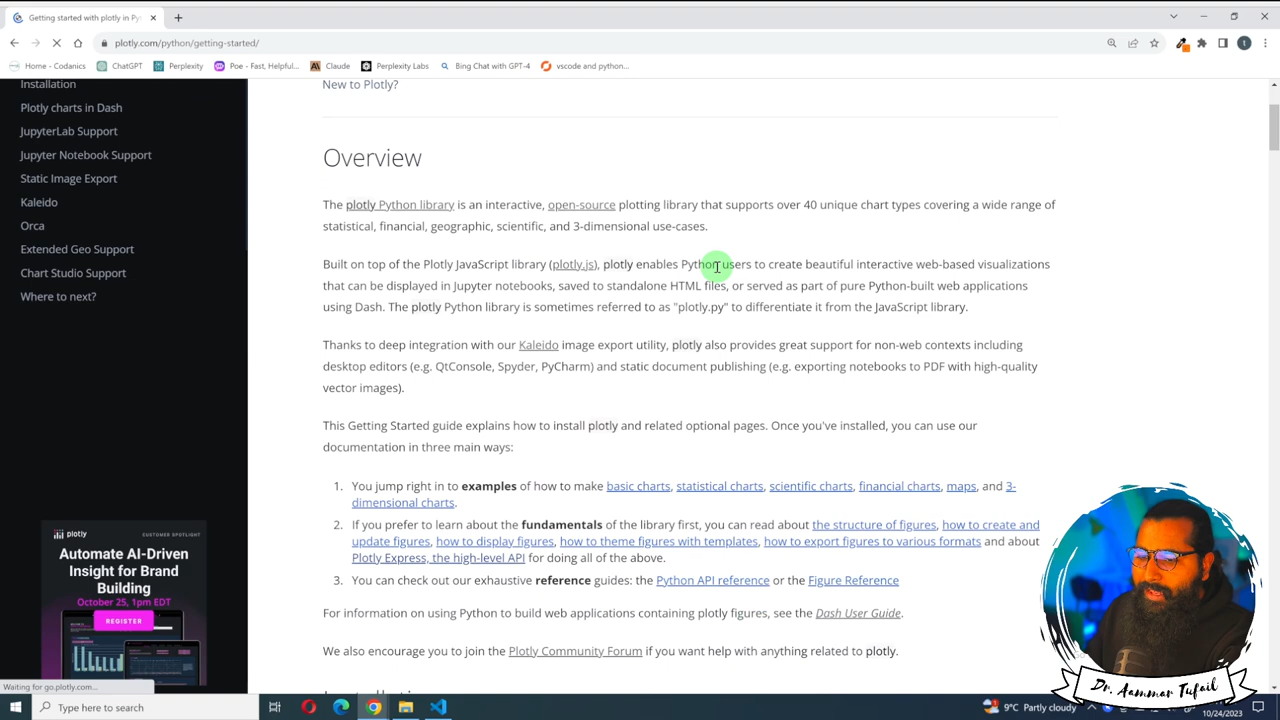 Getting started with plotly in Py
plotly.com/python/getting-started/
t
Home - Codanics
ChatGPT
Perplexity
Poe - Fast, Helpful...
Claude
Perplexity Labs
Bing Chat with GPT-4
vscode and python...
Installation
Plotly charts in Dash
JupyterLab Support
Jupyter Notebook Support
Static Image Export
Kaleido
Orca
Extended Geo Support
Chart Studio Support
Where to next?
plotly
CUSTOMER SPOTLIGHT
Automate AI-Driven
Insight for Brand
Building
October 25, 1pm EDT
REGISTER
Waiting for go.plotly.com...
New to Plotly?
Overview
The plotly Python library is an interactive, open-source plotting library that supports over 40 unique chart types covering a wide range of
statistical, financial, geographic, scientific, and 3-dimensional use-cases.
Built on top of the Plotly JavaScript library (plotly.js), plotly enables Python users to create beautiful interactive web-based visualizations
that can be displayed in Jupyter notebooks, saved to standalone HTML files, or served as part of pure Python-built web applications
using Dash. The plotly Python library is sometimes referred to as "plotly.py" to differentiate it from the JavaScript library.
Thanks to deep integration with our Kaleido image export utility, plotly also provides great support for non-web contexts including
desktop editors (e.g. QtConsole, Spyder, PyCharm) and static document publishing (e.g. exporting notebooks to PDF with high-quality
vector images).
This Getting Started guide explains how to install plotly and related optional pages. Once you've installed, you can use our
documentation in three main ways:
1. You jump right in to examples of how to make basic charts, statistical charts, scientific charts, financial charts, maps, and 3-
dimensional charts.
2. If you prefer to learn about the fundamentals of the library first, you can read about the structure of figures, how to create and
update figures, how to display figures, how to theme figures with templates, how to export figures to various formats and about
Plotly Express, the high-level API for doing all of the above.
3. You can check out our exhaustive reference guides: the Python API reference or the Figure Reference
For information on using Python to build web applications containing plotly figures, see the Dash User Guide.
We also encourage you to join the Plotly Community Forum if you want help with anything related to plotly.
Dr. Aammar Tufail
Type here to search
9°C Partly cloudy
10/24/2023